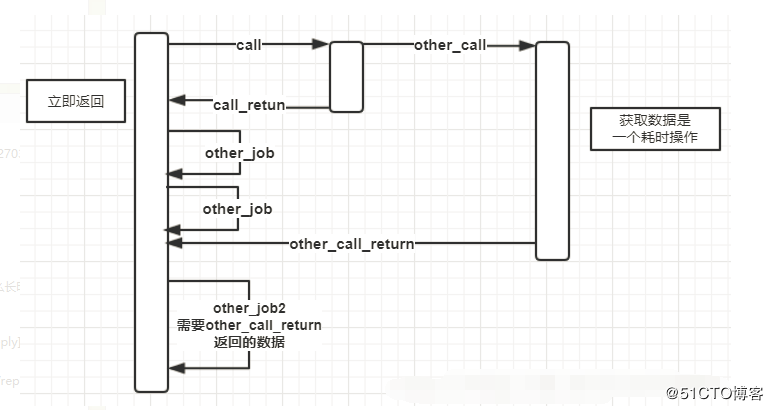 call
other_call
立即返回
call_retun
获取数据是
一个耗时操作
other_job
other_job
other_call_return
other_job2
需要other_call_return
返回的数据
@51CTO博客